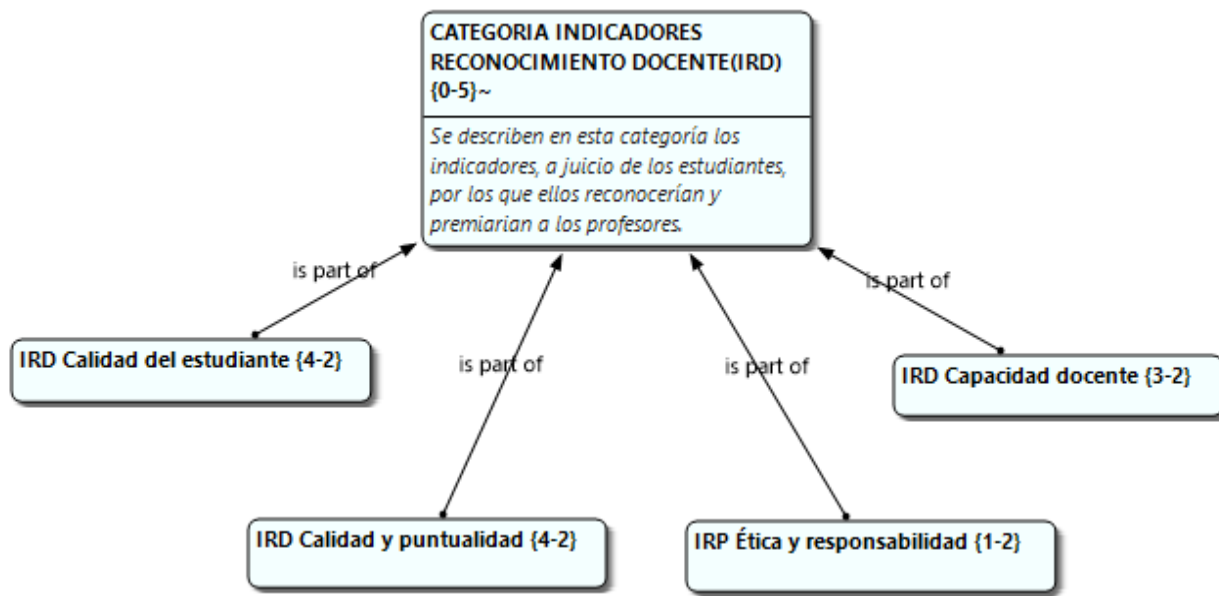 CATEGORIA INDICADORES
RECONOCIMIENTO DOCENTE(IRD)
{0-5}~
Se describen en esta categoría los
indicadores, a juicio de los estudiantes,
por los que ellos reconocerían y
premiarian a los profesores.
is part of
is part of
is part of
is part of
IRD Calidad del estudiante {4-2}
IRD Capacidad docente {3-2}
IRD Calidad y puntualidad {4-2}
IRP Ética y responsabilidad {1-2}